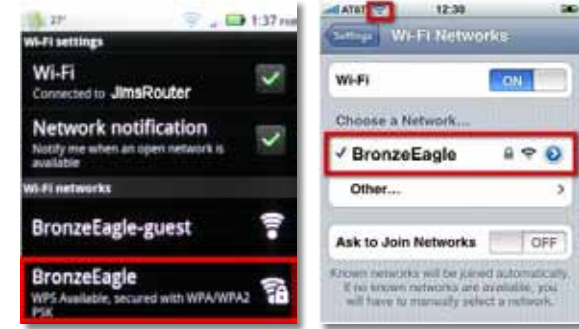 27°
1:37 PM
Wi-Fi settings
Wi-Fi
Connected to JimsRouter
Network notification
Notify me when an open network is
available
Wi-Fi networks
BronzeEagle-guest
BronzeEagle
WPS Available, secured with WPA/WPA2
PSK
AT&T
12:30
Settings
Wi-Fi Networks
Wi-Fi
ON
Choose a Network...
BronzeEagle
Other...
Ask to Join Networks
OFF
Known networks will be joined automatically.
If no known networks are available, you
will have to manually select a network.